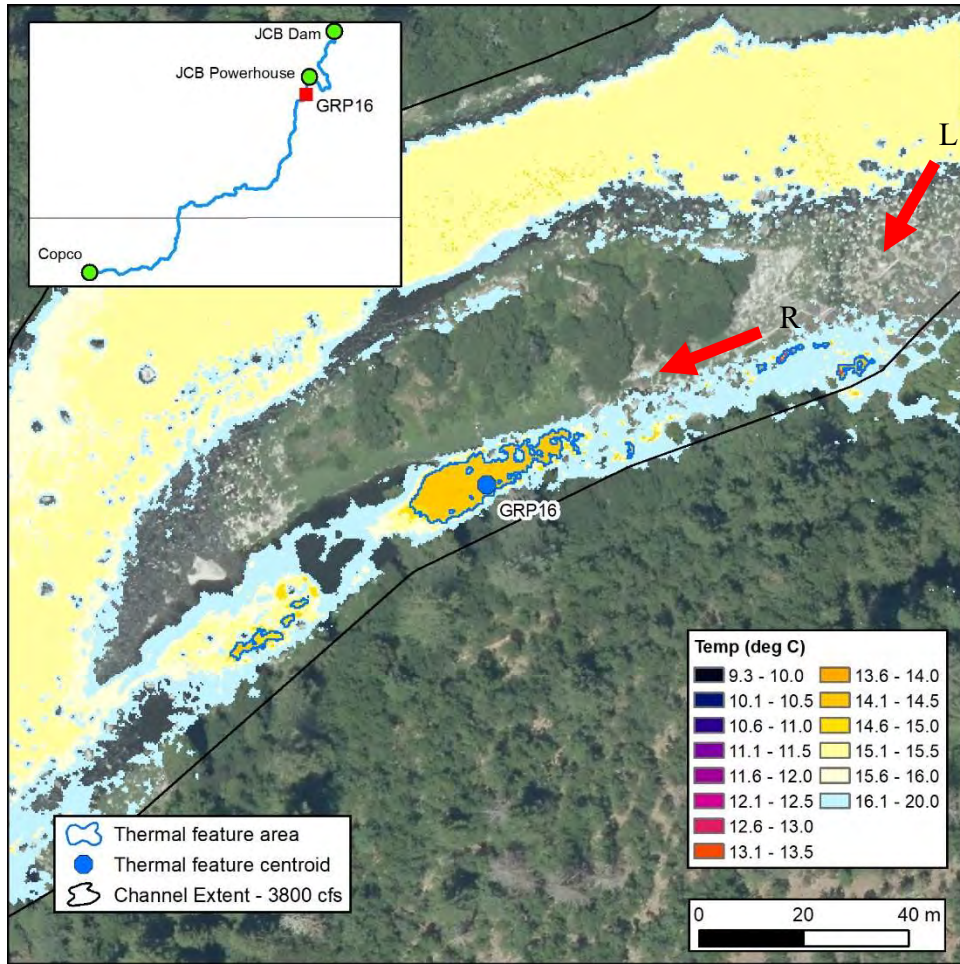 JCB Dam
JCB Powerhouse
GRP16
Copco
L
R
GRP16
Temp (deg C)
9.3 - 10.0
10.1 - 10.5
10.6 - 11.0
11.1 - 11.5
11.6 - 12.0
12.1 - 12.5
12.6 - 13.0
13.1 - 13.5
13.6 - 14.0
14.1 - 14.5
14.6 - 15.0
15.1 - 15.5
15.6 - 16.0
16.1 - 20.0
Thermal feature area
Thermal feature centroid
Channel Extent - 3800 cfs
0 20 40 m